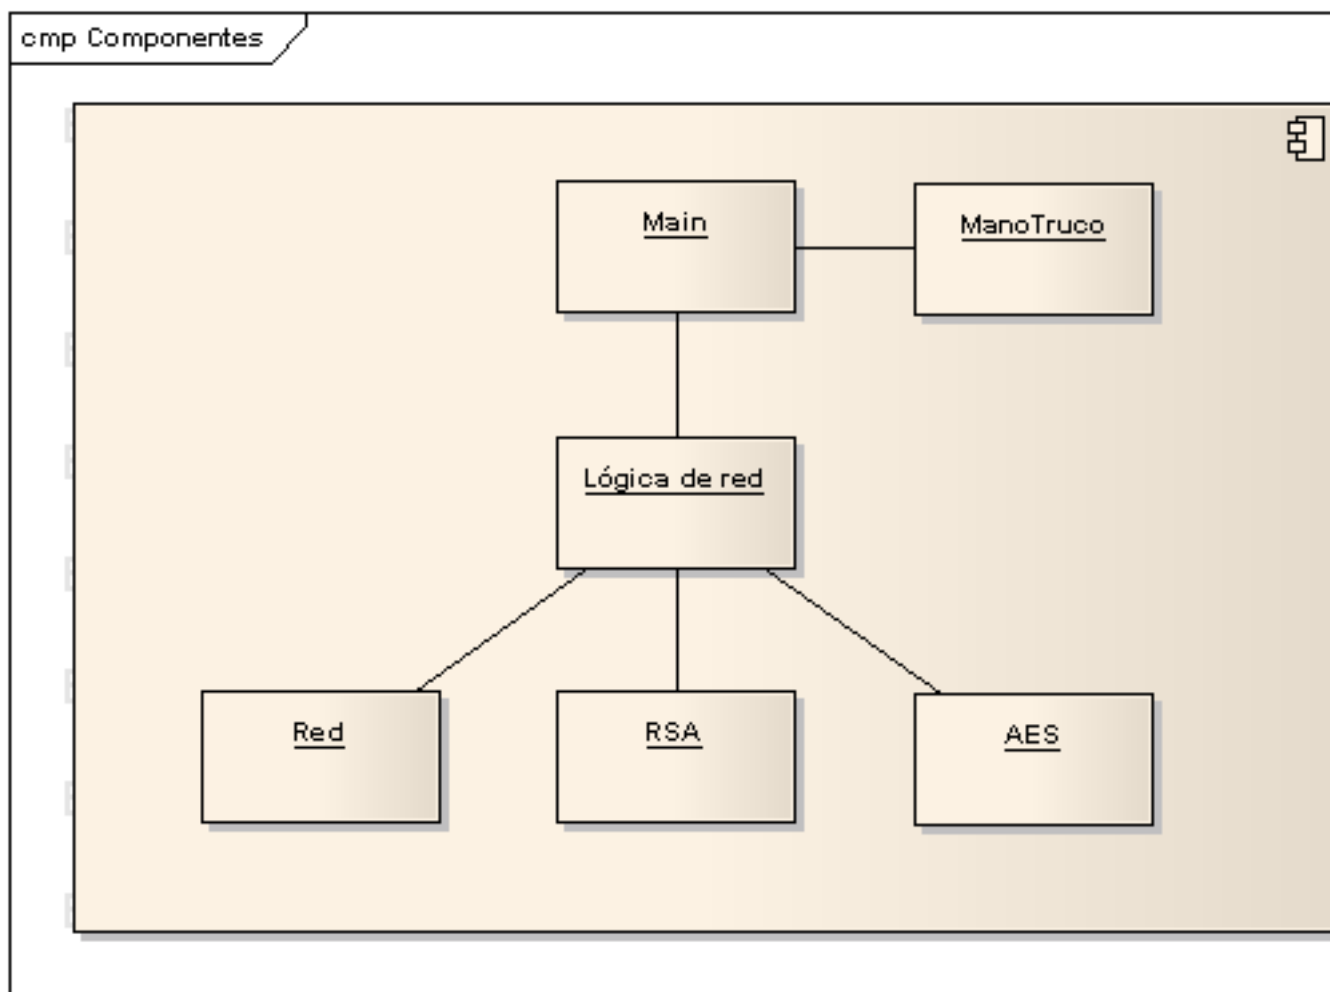 cmp Componentes
Main
ManoTruco
Lógica de red
Red
RSA
AES